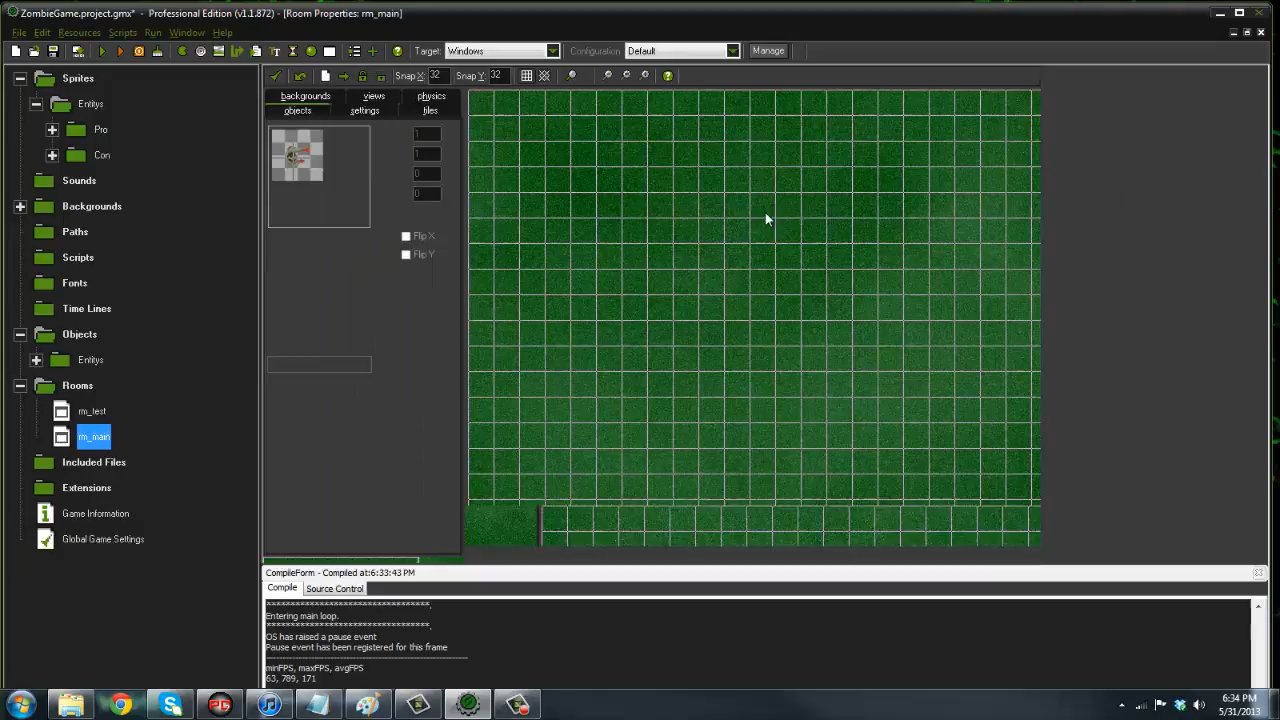 ZombieGame.project.gmx* - Professional Edition (v1.1.872) - [Room Properties: rm_main]
File Edit Resources Scripts Run Window Help
Target: Windows Configuration: Default Manage
Snap X: 32 Snap Y: 32
Sprites
Entitys
Pro
Con
Sounds
Backgrounds
Paths
Scripts
Fonts
Time Lines
Objects
Entitys
Rooms
rm_test
rm_main
Included Files
Extensions
Game Information
Global Game Settings
backgrounds views physics
objects settings tiles
1
1
0
0
Flip X
Flip Y
CompileForm - Compiled at:6:33:43 PM
Compile Source Control
***********************************.
Entering main loop.
***********************************.
OS has raised a pause event
Pause event has been registered for this frame
--------------------------------------------------
minFPS, maxFPS, avgFPS
63, 789, 171
6:34 PM
5/31/2013